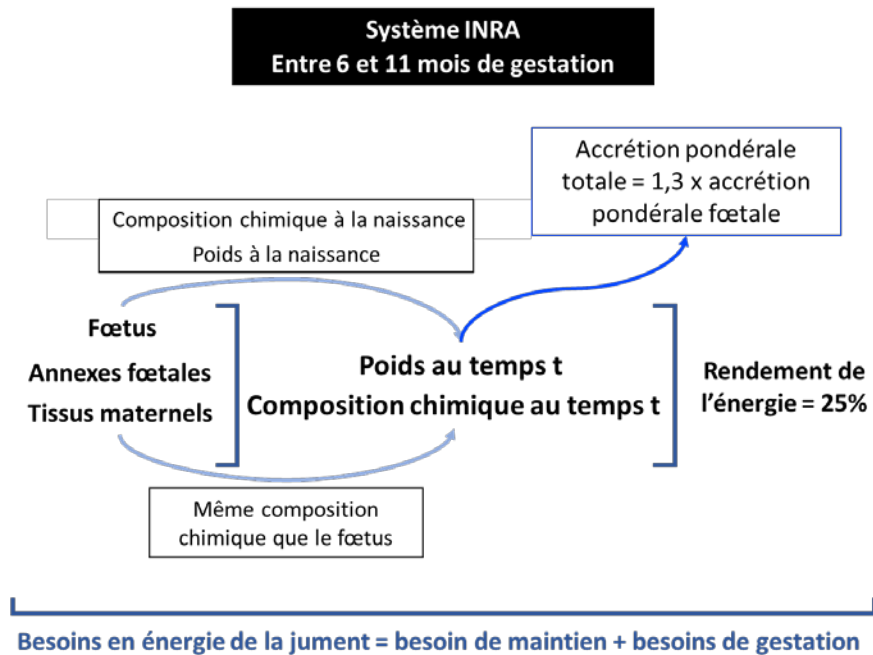 Système INRA
Entre 6 et 11 mois de gestation
Accrétion pondérale
totale = 1,3 x accrétion
pondérale fœtale
Composition chimique à la naissance
Poids à la naissance
Fœtus
Annexes fœtales
Tissus maternels
Poids au temps t
Composition chimique au temps t
Rendement de
l'énergie = 25%
Même composition
chimique que le fœtus
Besoins en énergie de la jument = besoin de maintien + besoins de gestation